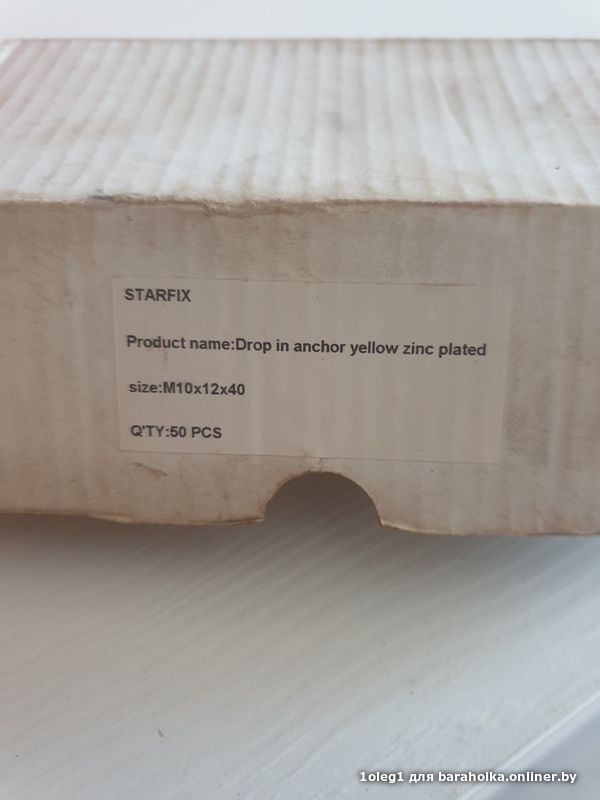 STARFIX
Product name:Drop in anchor yellow zinc plated
size:M10x12x40
Q'TY:50 PCS
1oleg1 для baraholka.onliner.by